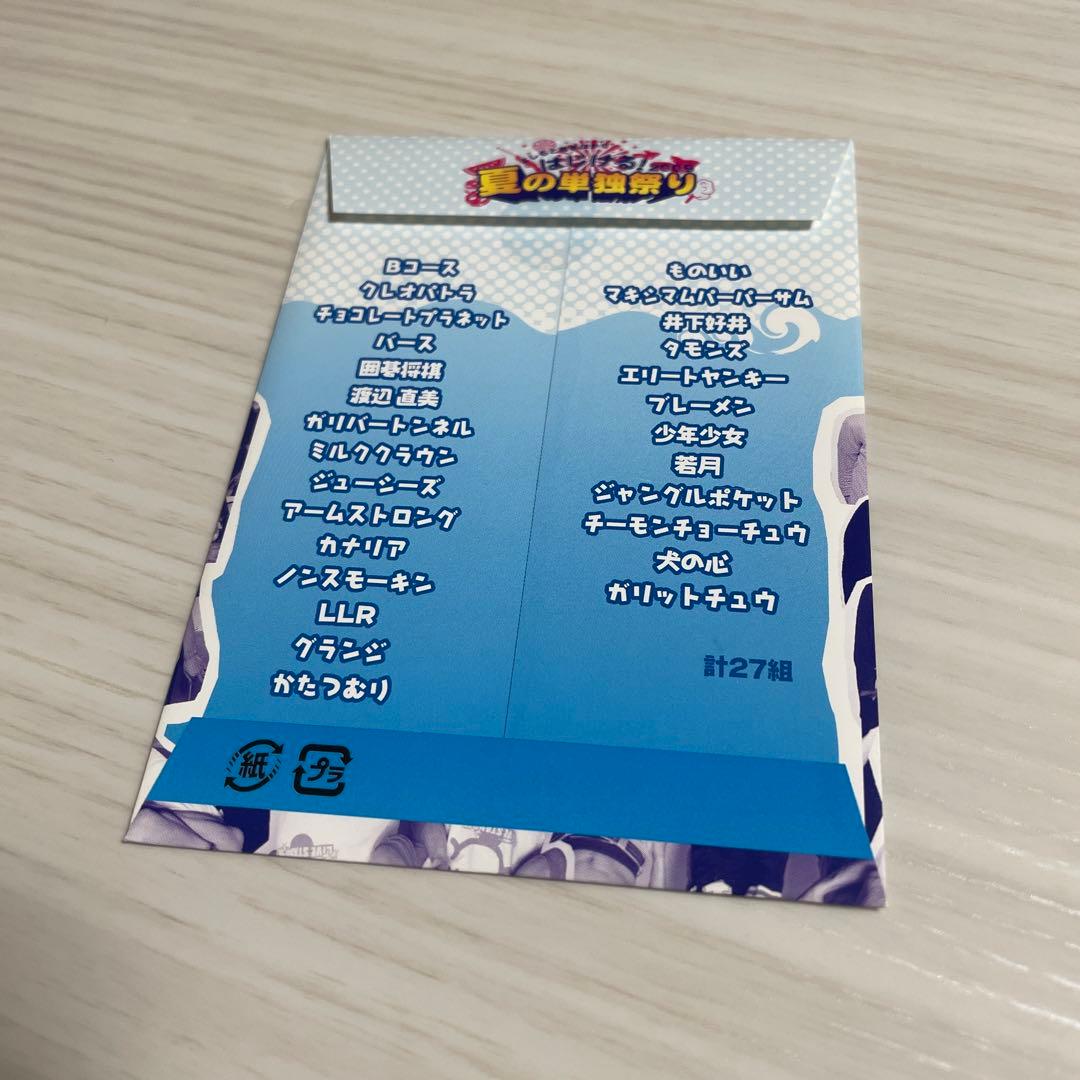 はじける!
夏の単独祭り
Bコース
クレオパトラ
チョコレートプラネット
バース
囲碁将棋
渡辺 直美
ガリバートンネル
ミルククラウン
ジューシーズ
アームストロング
カナリア
ノンスモーキン
LLR
グランジ
かたつむり
ものいい
マキシマムパーパーサム
井下好井
タモンズ
エリートヤンキー
ブレーメン
少年少女
若月
ジャングルポケット
チーモンチョーチュウ
犬の心
ガリットチュウ
計27組
紙
プラ